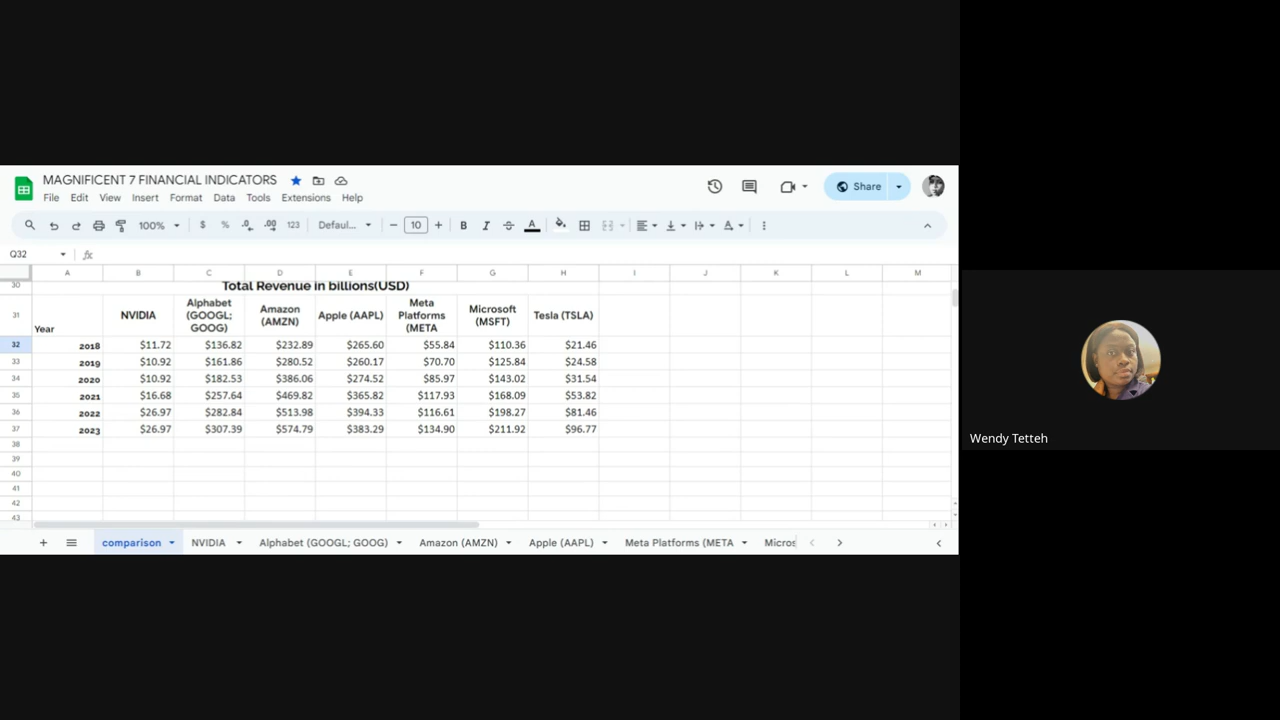 MAGNIFICENT 7 FINANCIAL INDICATORS
File Edit View Insert Format Data Tools Extensions Help
Share
100% $ % .0 .00 123 Defaul... − 10 + B I S A
Q32 fx
A B C D E F G H I J K L M
30 Total Revenue in billions(USD)
31 Year NVIDIA Alphabet (GOOGL; GOOG) Amazon (AMZN) Apple (AAPL) Meta Platforms (META Microsoft (MSFT) Tesla (TSLA)
32 2018 $11.72 $136.82 $232.89 $265.60 $55.84 $110.36 $21.46
33 2019 $10.92 $161.86 $280.52 $260.17 $70.70 $125.84 $24.58
34 2020 $10.92 $182.53 $386.06 $274.52 $85.97 $143.02 $31.54
35 2021 $16.68 $257.64 $469.82 $365.82 $117.93 $168.09 $53.82
36 2022 $26.97 $282.84 $513.98 $394.33 $116.61 $198.27 $81.46
37 2023 $26.97 $307.39 $574.79 $383.29 $134.90 $211.92 $96.77
38
39
40
41
42
43
comparison NVIDIA Alphabet (GOOGL; GOOG) Amazon (AMZN) Apple (AAPL) Meta Platforms (META Micros
Wendy Tetteh